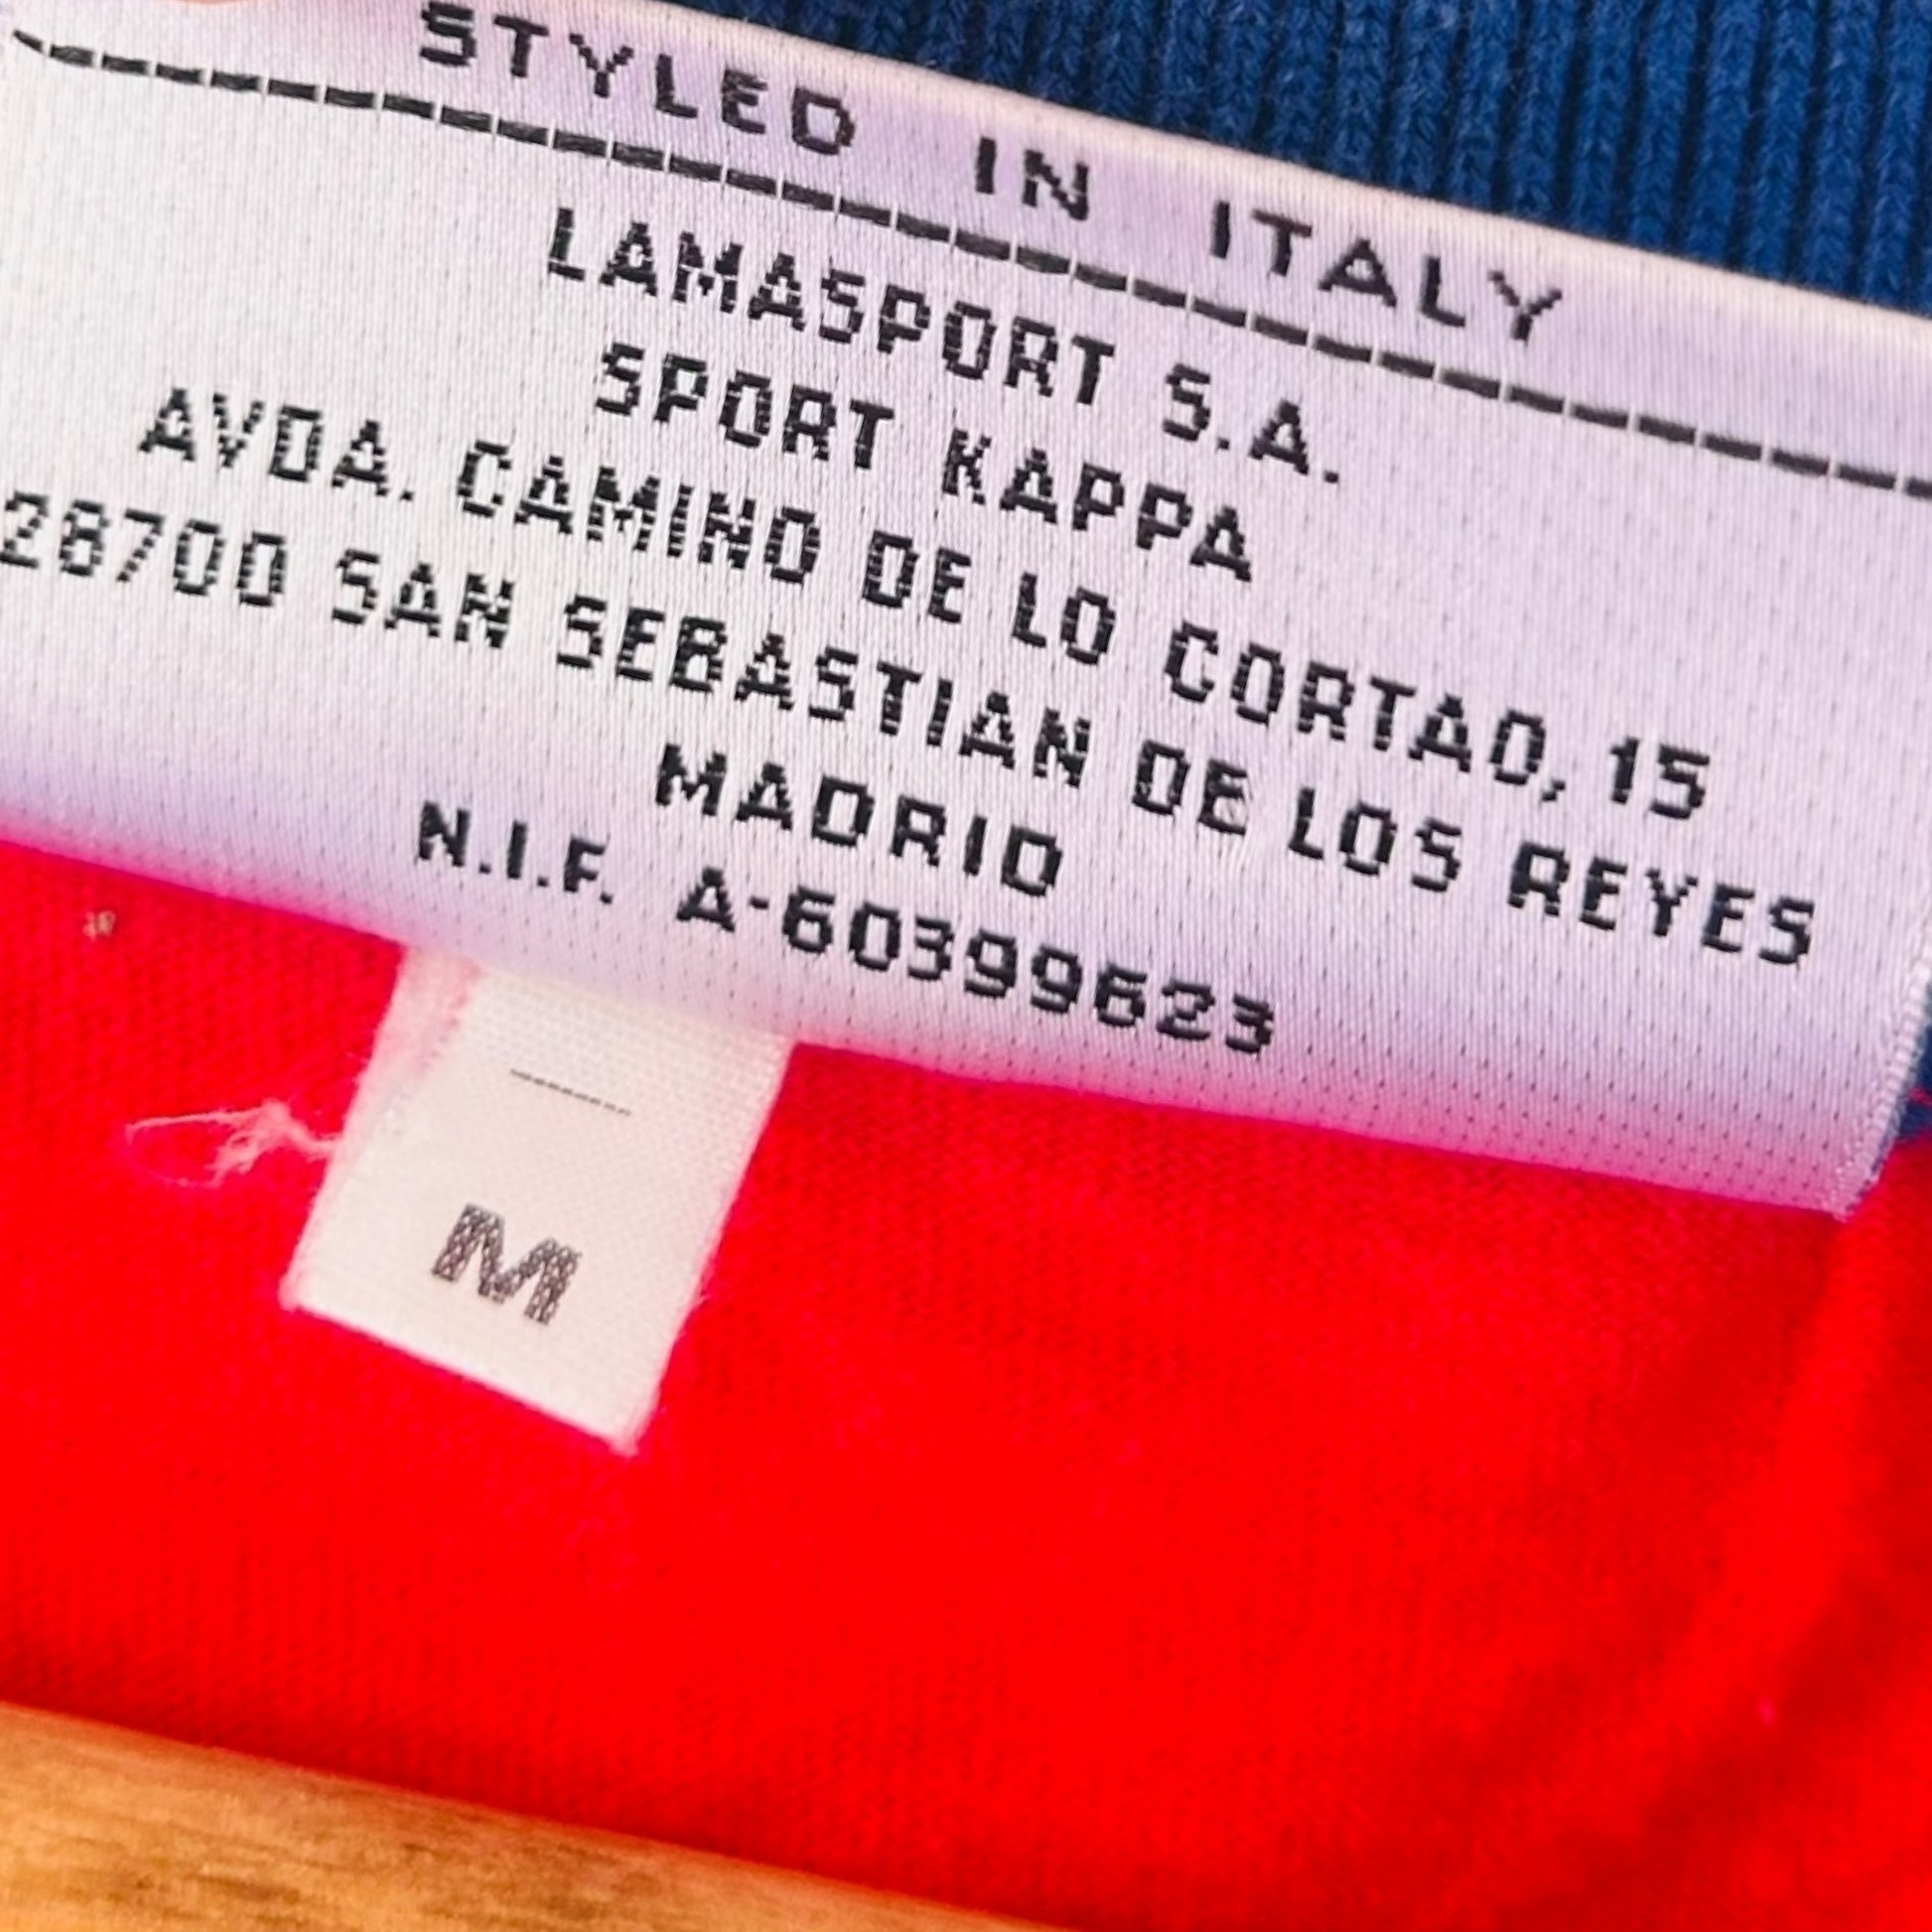 STYLED IN ITALY
LAMASPORT S.A.
SPORT KAPPA
AVDA. CAMINO DE LO CORTAO, 15
28700 SAN SEBASTIAN DE LOS REYES
MADRID
N.I.F. A-60399623
M